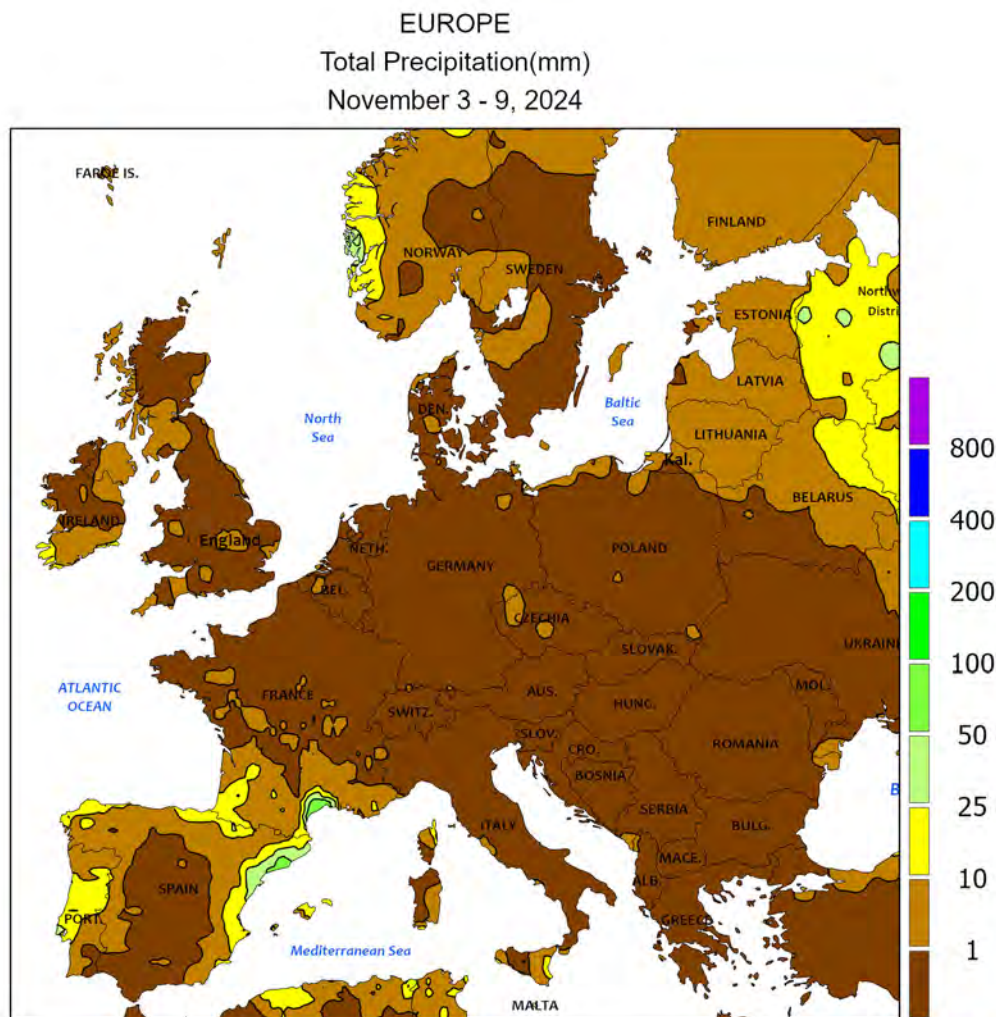 EUROPE
Total Precipitation(mm)
November 3 - 9, 2024
FAROE IS.
FINLAND
NORWAY
SWEDEN
Northw
Distri
ESTONIA
LATVIA
Baltic
Sea
DEN.
North
Sea
LITHUANIA
Kal.
BELARUS
IRELAND
England
NETH.
POLAND
GERMANY
BEL.
CZECHIA
UKRAINE
SLOVAK.
ATLANTIC
OCEAN
FRANCE
AUS.
MOL.
HUNG.
SWITZ.
SLOV.
CRO.
ROMANIA
BOSNIA
B
SERBIA
ITALY
BULG.
MACE.
ALB.
SPAIN
PORT.
GREECE
Mediterranean Sea
MALTA
800
400
200
100
50
25
10
1